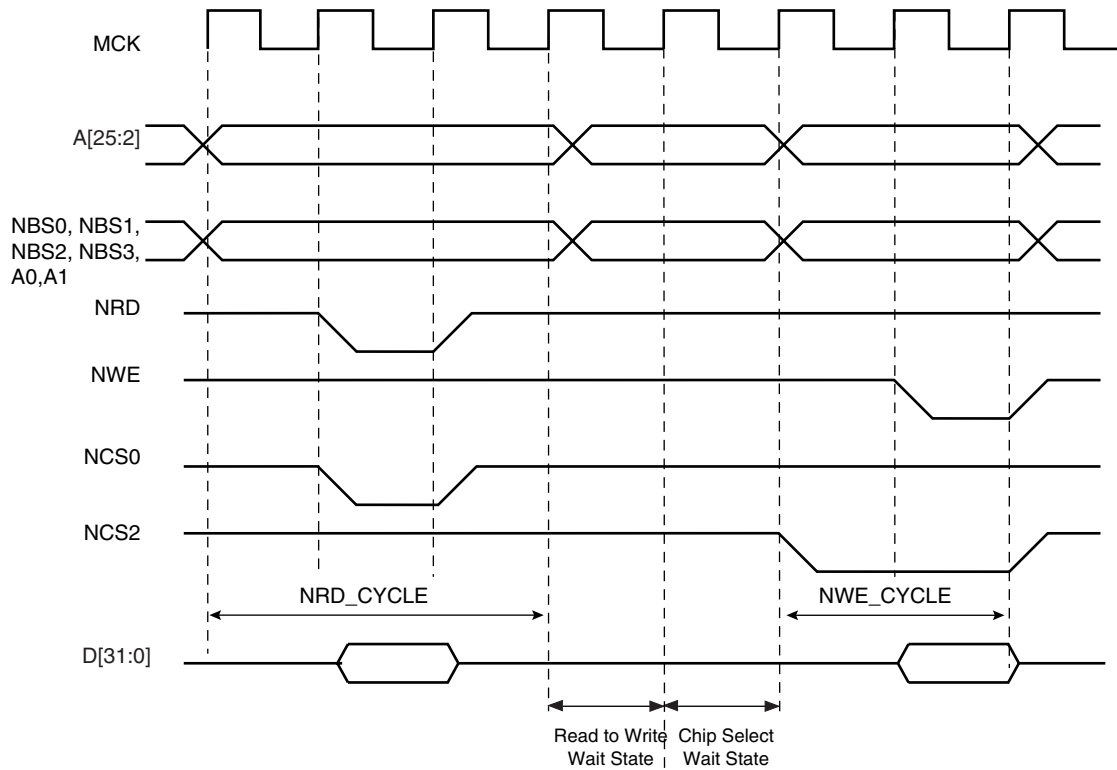 MCK
A[25:2]
NBS0, NBS1,
NBS2, NBS3,
A0,A1
NRD
NWE
NCS0
NCS2
NRD_CYCLE
NWE_CYCLE
D[31:0]
Read to Write
Wait State
Chip Select
Wait State